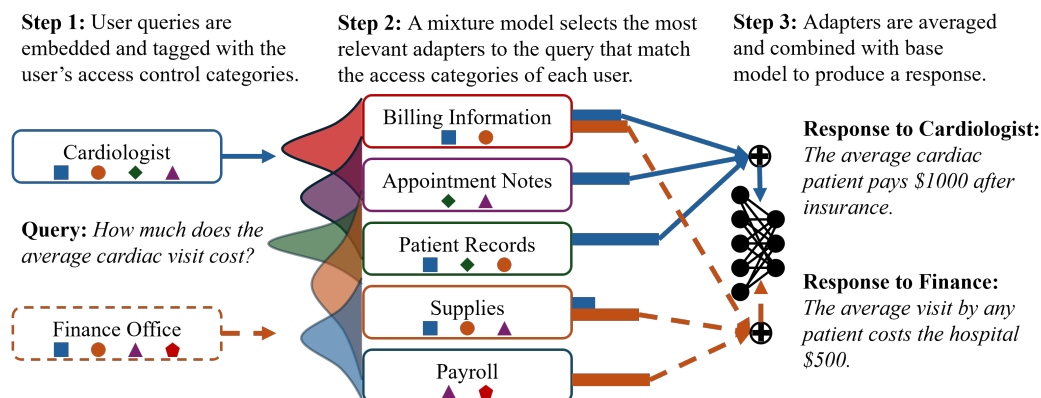 Step 1: User queries are
embedded and tagged with the
user's access control categories.
Step 2: A mixture model selects the most
relevant adapters to the query that match
the access categories of each user.
Step 3: Adapters are averaged
and combined with base
model to produce a response.
Cardiologist
Query: How much does the
average cardiac visit cost?
Finance Office
Billing Information
Appointment Notes
Patient Records
Supplies
Payroll
Response to Cardiologist:
The average cardiac
patient pays $1000 after
insurance.
Response to Finance:
The average visit by any
patient costs the hospital
$500.